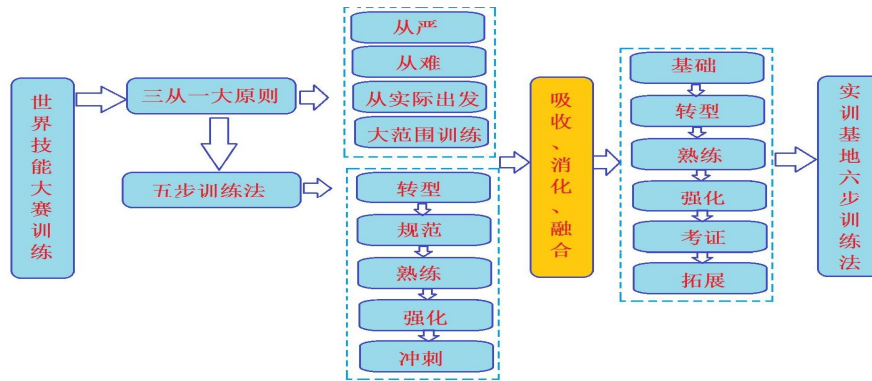 世界技能大赛训练
三从一大原则
五步训练法
从严
从难
从实际出发
大范围训练
转型
规范
熟练
强化
冲刺
吸收、消化、融合
基础
转型
熟练
强化
考证
拓展
实训基地六步训练法